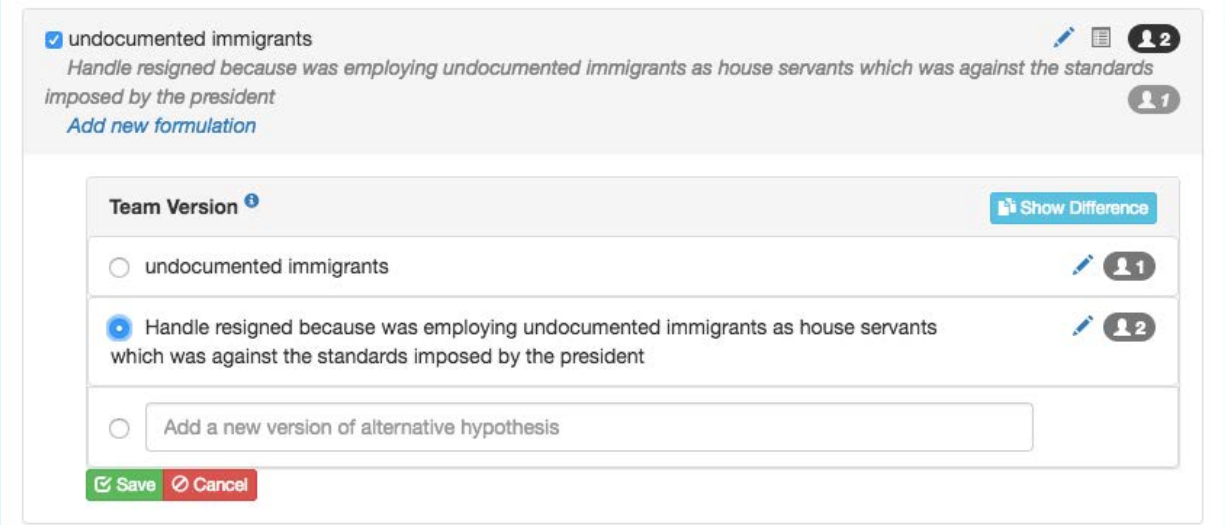 undocumented immigrants 2
Handle resigned because was employing undocumented immigrants as house servants which was against the standards
imposed by the president 1
Add new formulation
Team Version Show Difference
undocumented immigrants 1
Handle resigned because was employing undocumented immigrants as house servants 2
which was against the standards imposed by the president
Add a new version of alternative hypothesis
Save Cancel